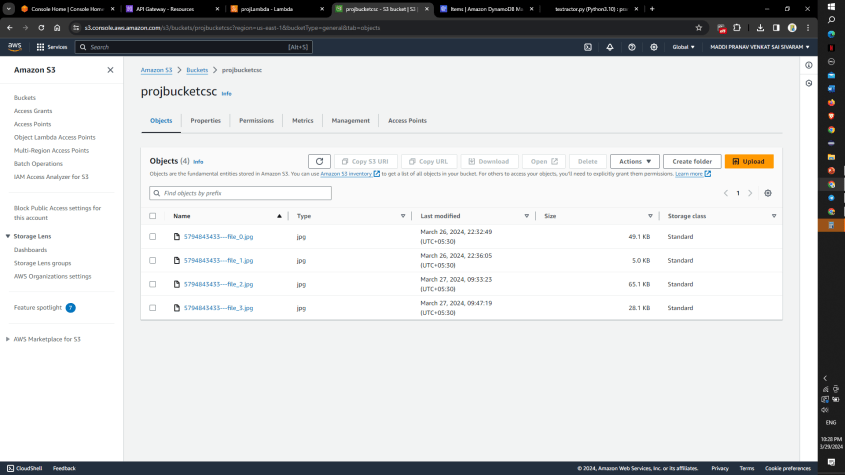 Console Home | Console Home
API Gateway - Resources
projLambda - Lambda
projbucketcsc - S3 bucket | S3
Items | Amazon DynamoDB M
textractor.py (Python3.10) : pro
s3.console.aws.amazon.com/s3/buckets/projbucketcsc?region=us-east-1&bucketType=general&tab=objects
aws
Services
Search
[Alt+S]
Global
MADDI PRANAV VENKAT SAI SIVARAM
Amazon S3
Buckets
Access Grants
Access Points
Object Lambda Access Points
Multi-Region Access Points
Batch Operations
IAM Access Analyzer for S3
Block Public Access settings for
this account
Storage Lens
Dashboards
Storage Lens groups
AWS Organizations settings
Feature spotlight 7
AWS Marketplace for S3
Amazon S3 > Buckets > projbucketcsc
projbucketcsc Info
Objects
Properties
Permissions
Metrics
Management
Access Points
Objects (4) Info
Copy S3 URI
Copy URL
Download
Open
Delete
Actions
Create folder
Upload
Objects are the fundamental entities stored in Amazon S3. You can use Amazon S3 inventory to get a list of all objects in your bucket. For others to access your objects, you'll need to explicitly grant them permissions. Learn more
Find objects by prefix
1
Name Type Last modified Size Storage class
5794843433---file_0.jpg jpg March 26, 2024, 22:32:49 (UTC+05:30) 49.1 KB Standard
5794843433---file_1.jpg jpg March 26, 2024, 22:36:05 (UTC+05:30) 5.0 KB Standard
5794843433---file_2.jpg jpg March 27, 2024, 09:33:23 (UTC+05:30) 65.1 KB Standard
5794843433---file_3.jpg jpg March 27, 2024, 09:47:19 (UTC+05:30) 28.1 KB Standard
ENG
10:28 PM
3/29/2024
CloudShell
Feedback
© 2024, Amazon Web Services, Inc. or its affiliates.
Privacy
Terms
Cookie preferences